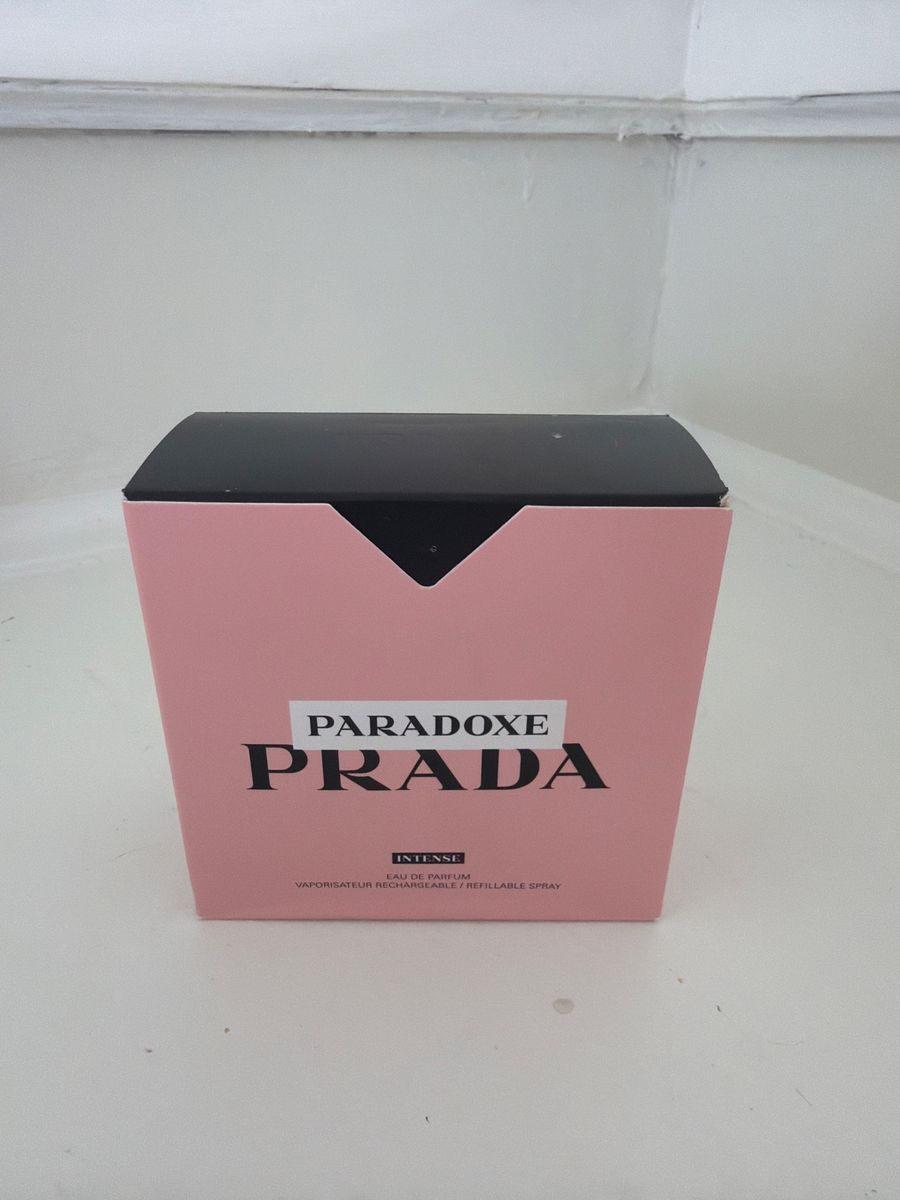 PARADOXE
PRADA
INTENSE
EAU DE PARFUM
VAPORISATEUR RECHARGEABLE / REFILLABLE SPRAY